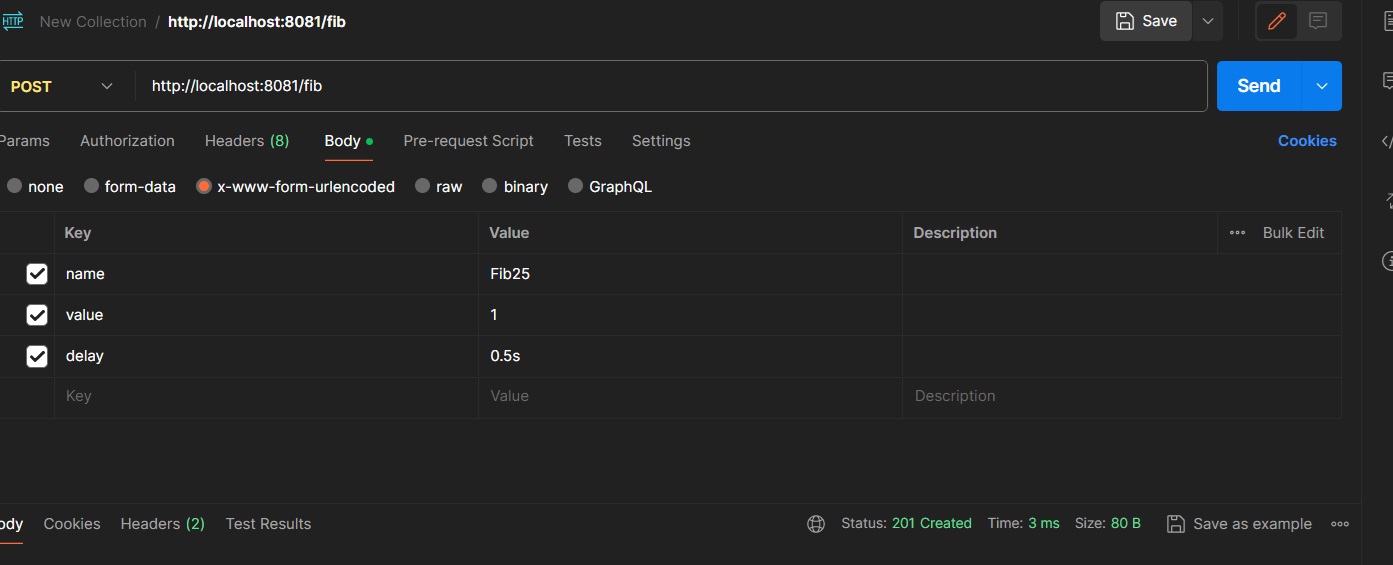 HTTP New Collection / http://localhost:8081/fib Save
POST http://localhost:8081/fib Send
Params Authorization Headers (8) Body Pre-request Script Tests Settings Cookies
none form-data x-www-form-urlencoded raw binary GraphQL
Key Value Description Bulk Edit
name Fib25
value 1
delay 0.5s
Key Value Description
ody Cookies Headers (2) Test Results Status: 201 Created Time: 3 ms Size: 80 B Save as example